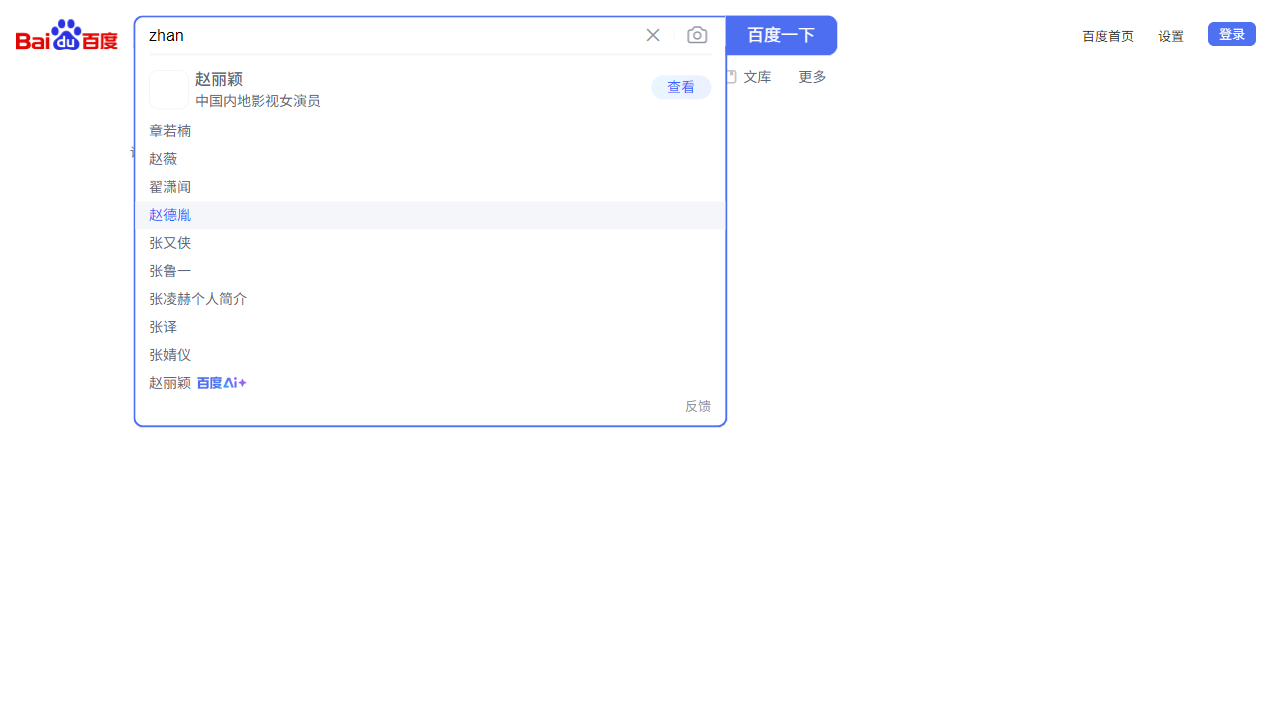 Bai du 百度
zhan
百度一下
百度首页
设置
登录
文库
更多
赵丽颖
中国内地影视女演员
查看
章若楠
赵薇
翟潇闻
赵德胤
张又侠
张鲁一
张凌赫个人简介
张译
张婧仪
赵丽颖 百度Ai+
反馈